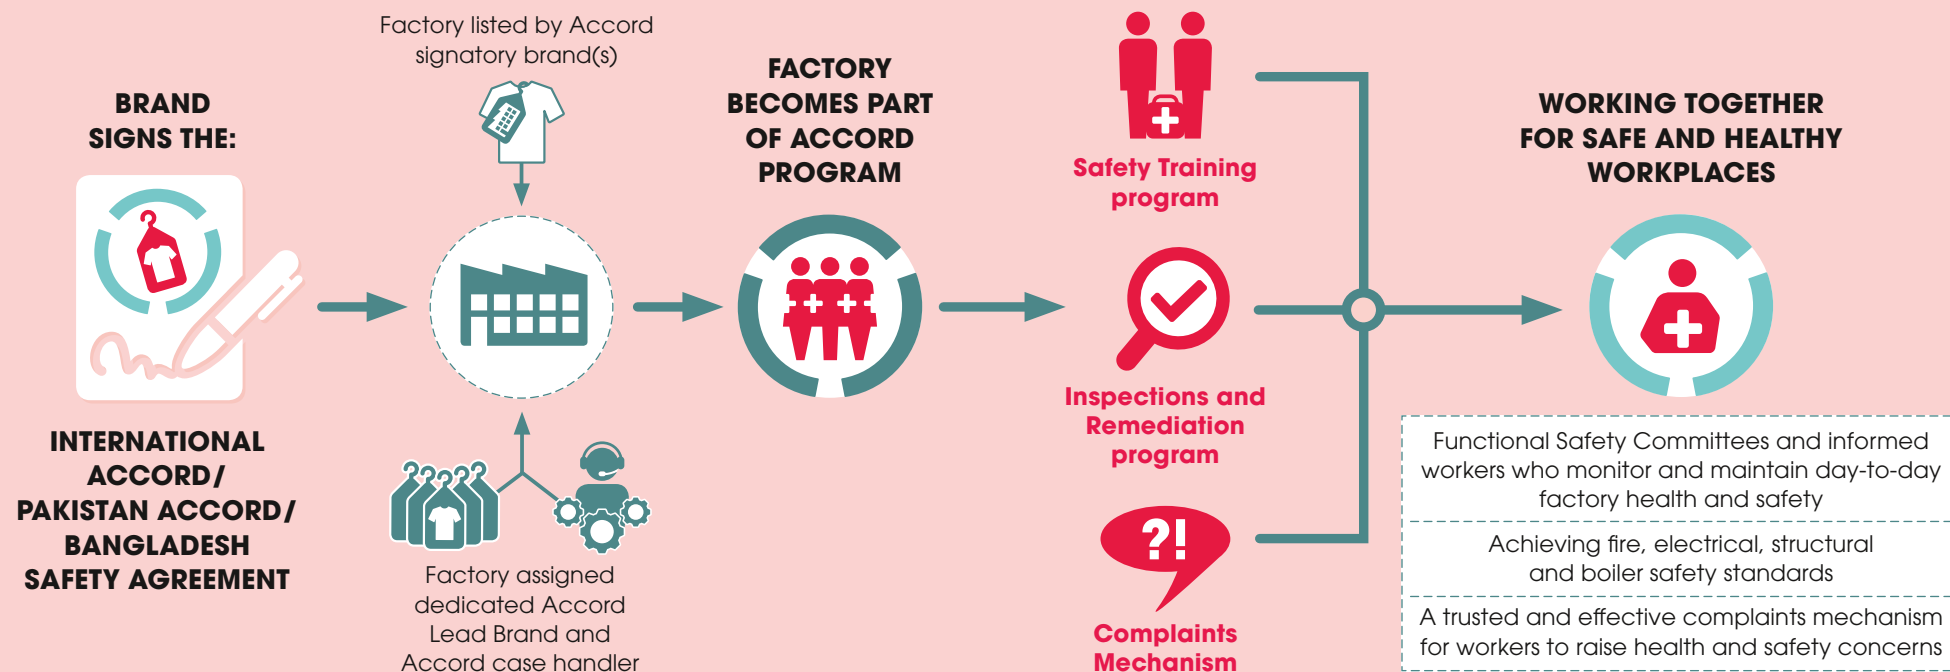 BRAND
SIGNS THE:
INTERNATIONAL
ACCORD/
PAKISTAN ACCORD/
BANGLADESH
SAFETY AGREEMENT
Factory listed by Accord
signatory brand(s)
Factory assigned
dedicated Accord
Lead Brand and
Accord case handler
FACTORY
BECOMES PART
OF ACCORD
PROGRAM
Safety Training
program
Inspections and
Remediation
program
?!
Complaints
Mechanism
WORKING TOGETHER
FOR SAFE AND HEALTHY
WORKPLACES
Functional Safety Committees and informed
workers who monitor and maintain day-to-day
factory health and safety
Achieving fire, electrical, structural
and boiler safety standards
A trusted and effective complaints mechanism
for workers to raise health and safety concerns